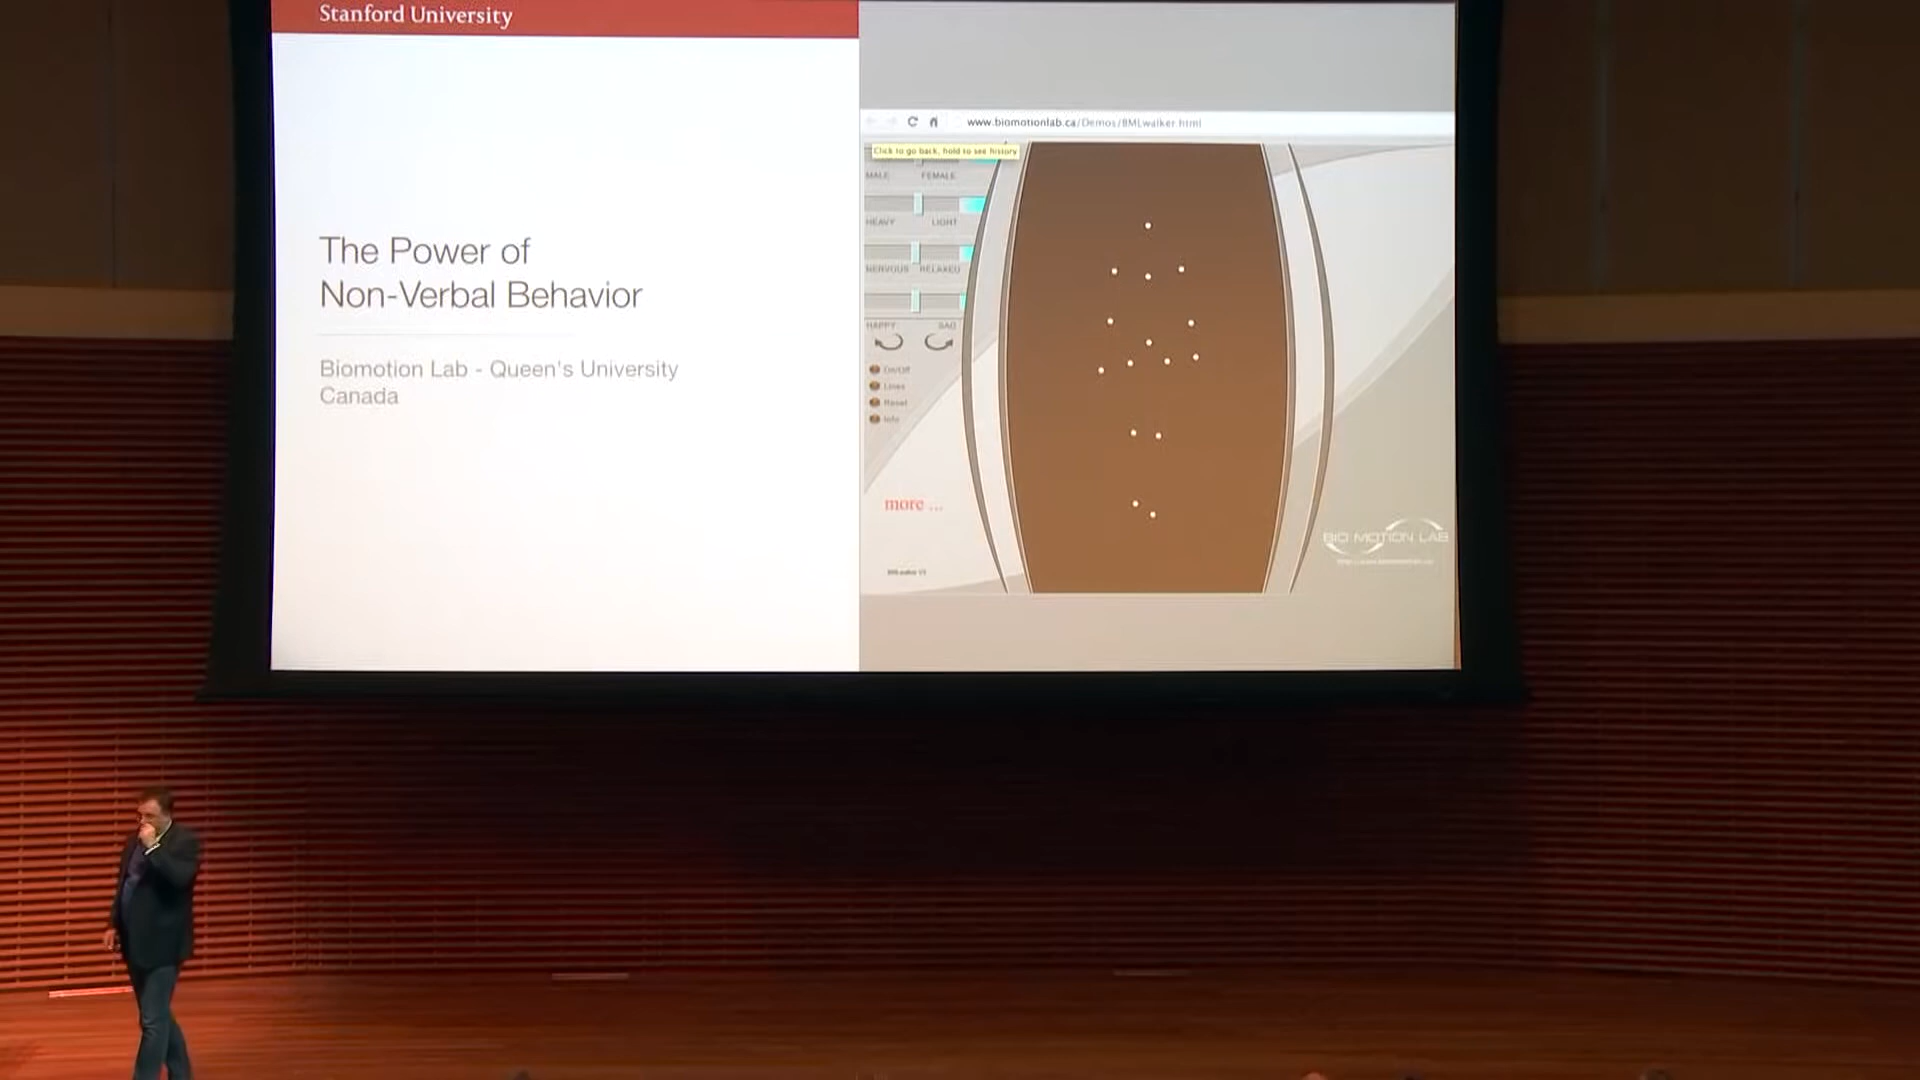 Stanford University
The Power of
Non-Verbal Behavior
Biomotion Lab - Queen's University
Canada
www.biomotionlab.ca/Demos/BMLwalker.html
Click to go back, hold to see history
MALE FEMALE
HEAVY LIGHT
NERVOUS RELAXED
HAPPY SAD
On/Off
Lines
Reset
Info
more ...
BIO MOTION LAB